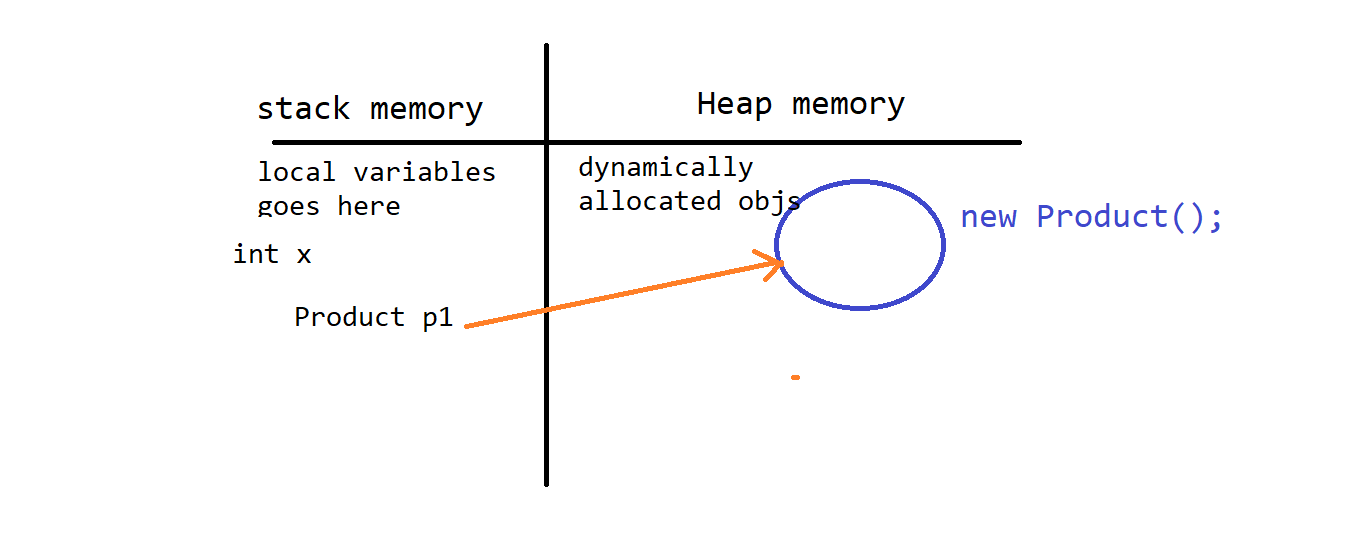 stack memory
Heap memory
local variables
goes here
dynamically
allocated objs
new Product();
int x
Product p1